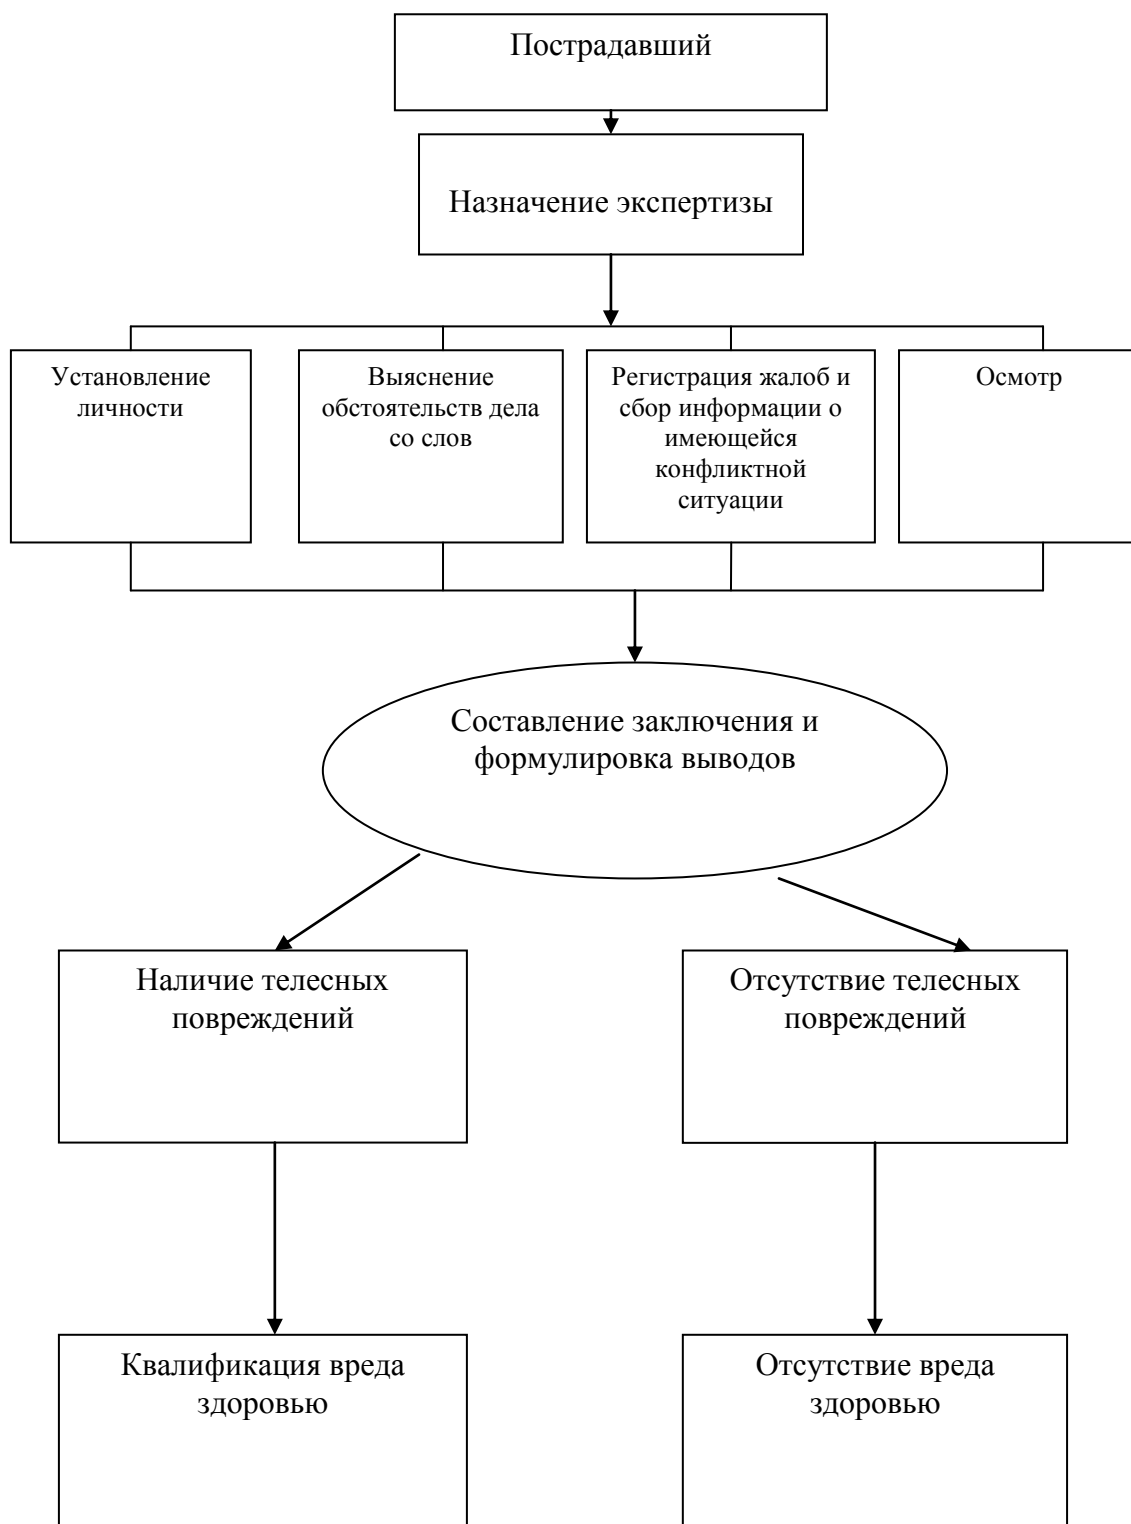 Пострадавший
Назначение экспертизы
Установление
личности
Выяснение
обстоятельств дела
со слов
Регистрация жалоб и
сбор информации о
имеющейся
конфликтной
ситуации
Осмотр
Составление заключения и
формулировка выводов
Наличие телесных
повреждений
Отсутствие телесных
повреждений
Квалификация вреда
здоровью
Отсутствие вреда
здоровью